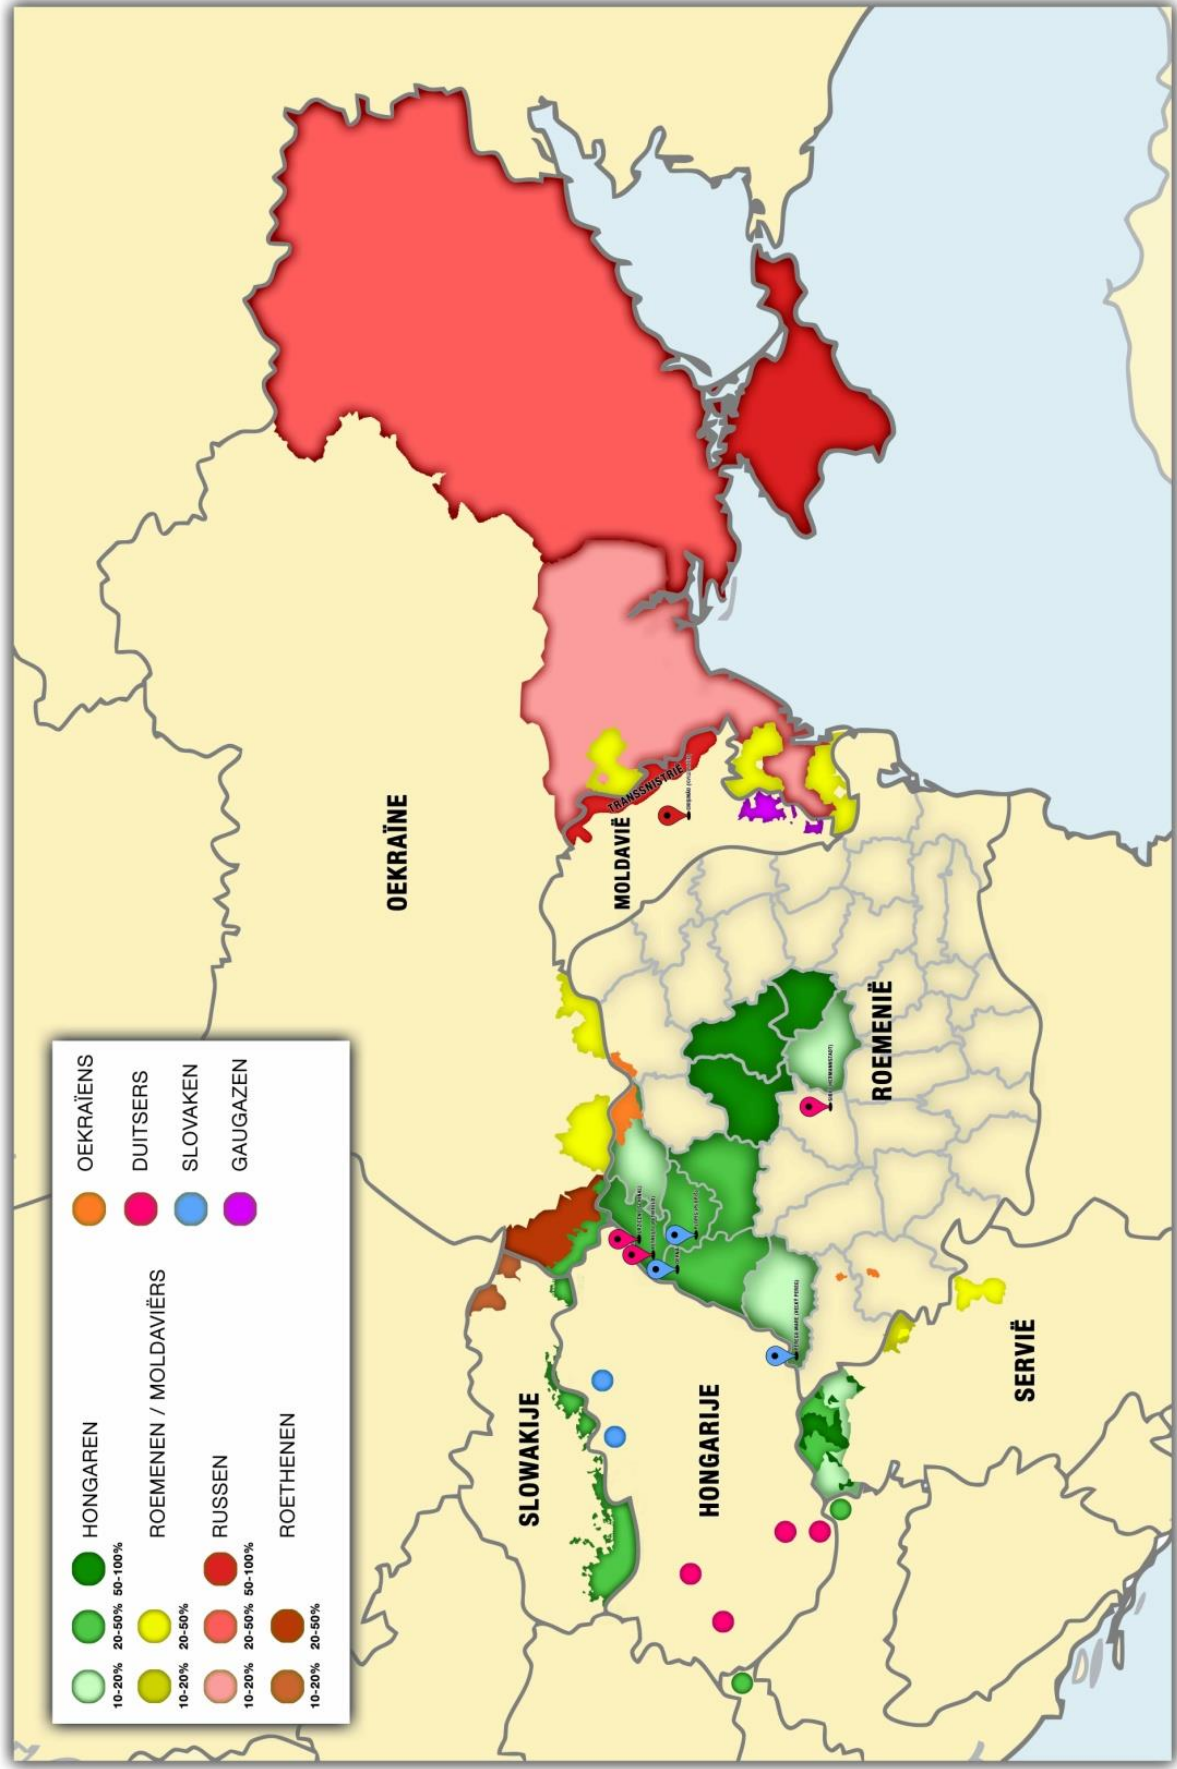 HONGAREN
10-20% 20-50% 50-100%
ROEMENEN / MOLDAVIËRS
10-20% 20-50%
RUSSEN
10-20% 20-50% 50-100%
ROETHENEN
10-20% 20-50%
OEKRAÏENS
DUITSERS
SLOVAKEN
GAUGAZEN
OEKRAÏNE
MOLDAVIË
TRANSSNISTRIË
SLOWAKIJE
HONGARIJE
ROEMENIË
SERVIË